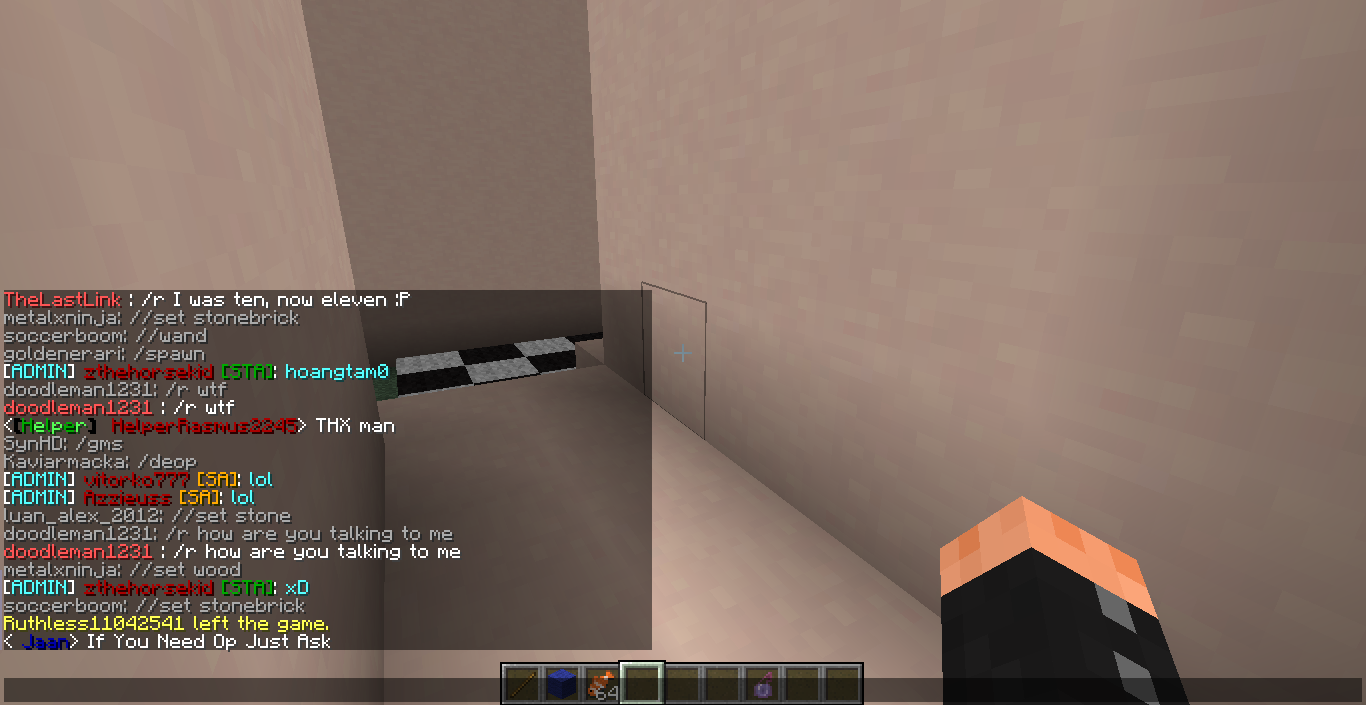 TheLastLink : /r I was ten, now eleven :P
metalxninja: //set stonebrick
soccerboom: //wand
goldenerari: /spawn
[ADMIN] zthehorsekid [STA]: hoangtam0
doodleman1231: /r wtf
doodleman1231 : /r wtf
<[Helper] HelperRasmus2245> THX man
SynHD: /gms
Kaviarmacka: /deop
[ADMIN] vitorko777 [SA]: lol
[ADMIN] Azzieuss [SA]: lol
luan_alex_2012: //set stone
doodleman1231: /r how are you talking to me
doodleman1231 : /r how are you talking to me
metalxninja: //set wood
[ADMIN] zthehorsekid [STA]: xD
soccerboom: //set stonebrick
Ruthless11042541 left the game.
< Jaan> If You Need Op Just Ask
64